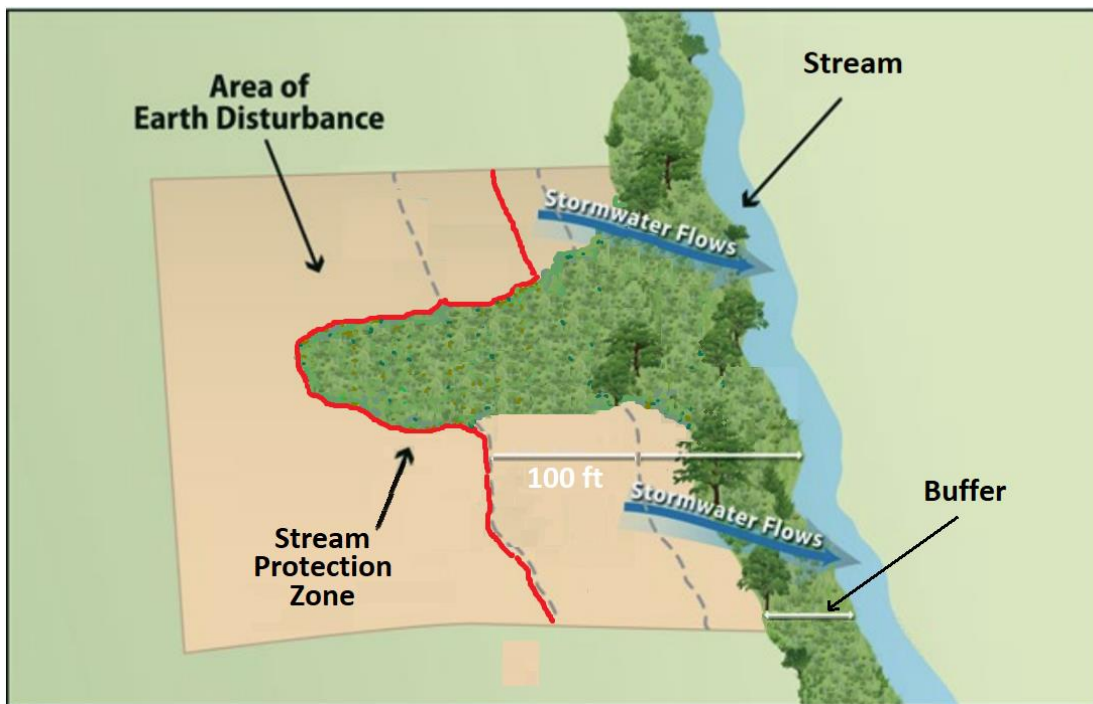 Stream
Area of
Earth Disturbance
Stormwater Flows
100 ft
Stormwater Flows
Buffer
Stream
Protection
Zone